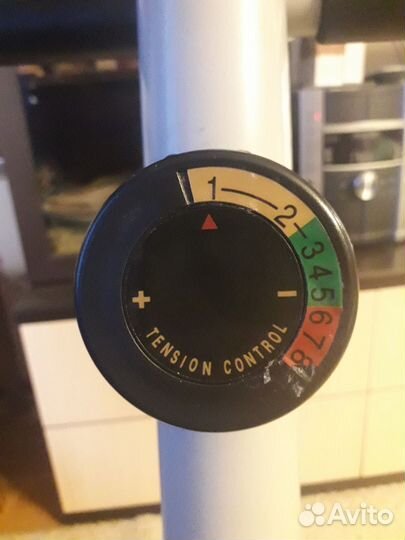 1 2 3 4 5 6 7 8
+ −
TENSION CONTROL
Avito